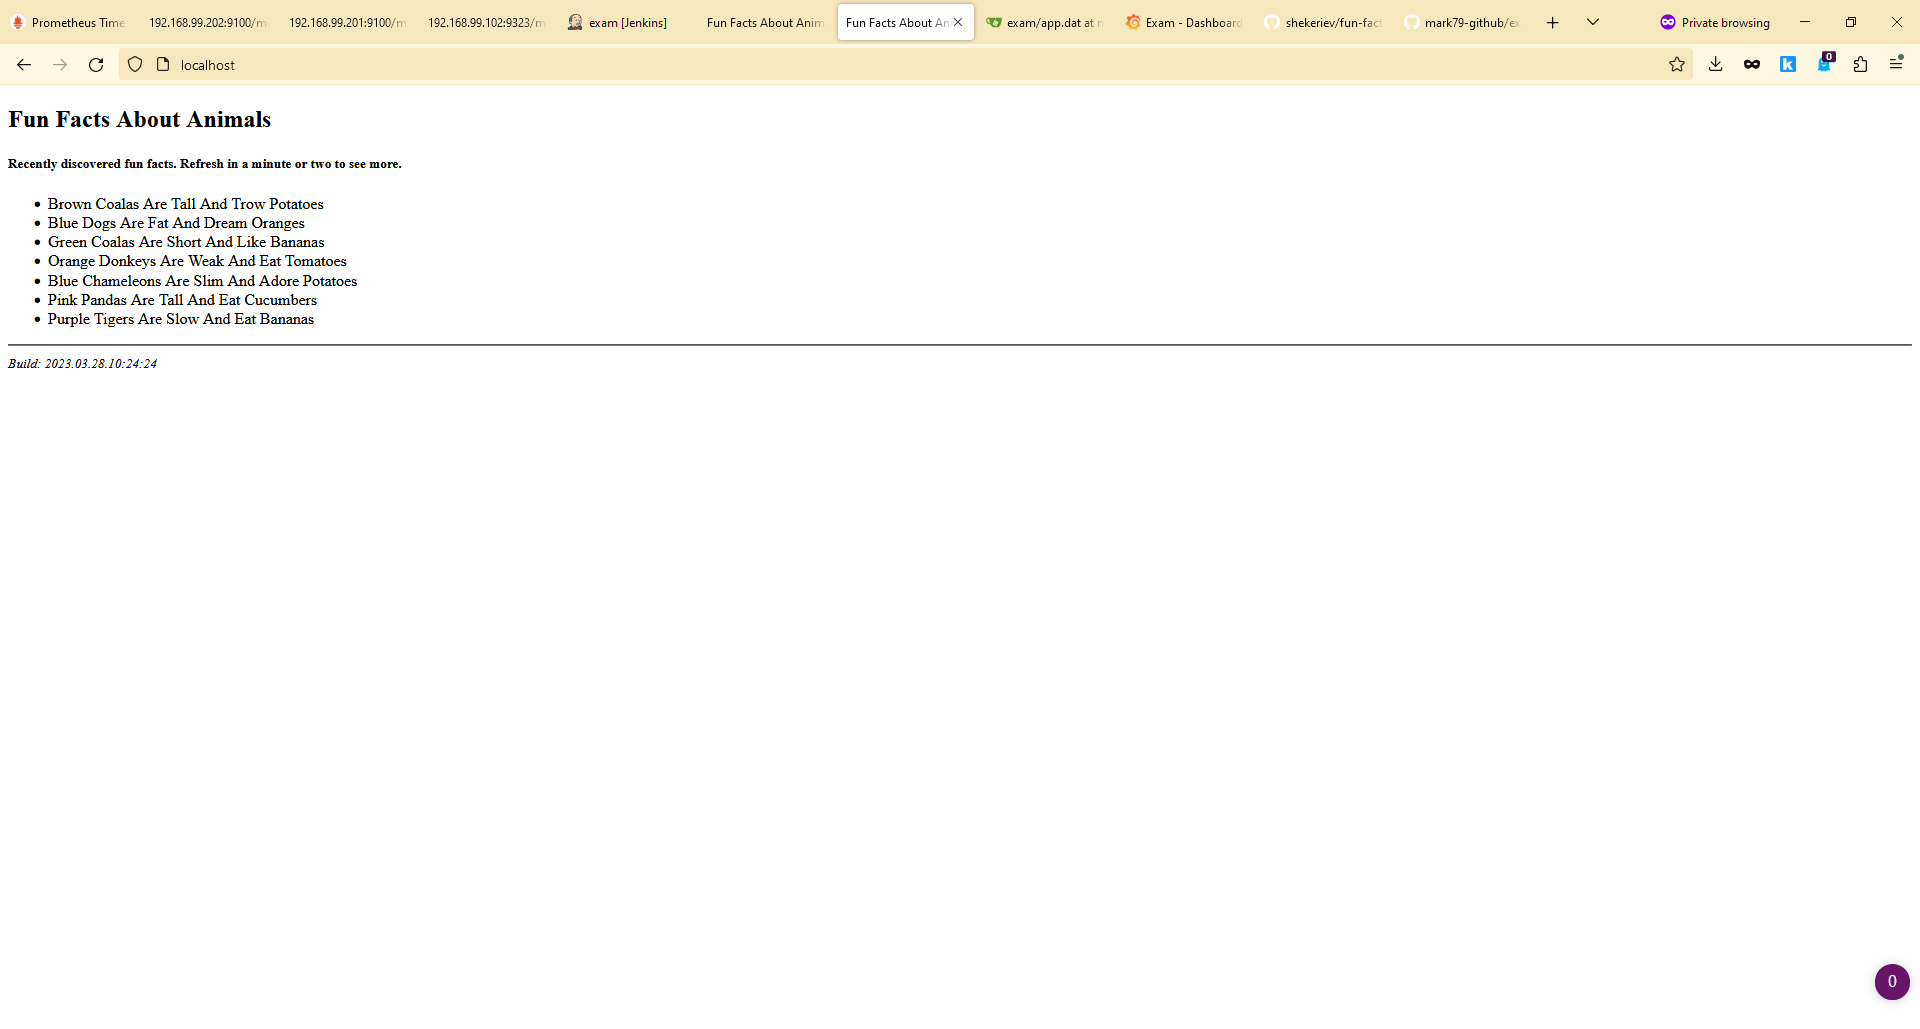 Prometheus Time
192.168.99.202:9100/m
192.168.99.201:9100/m
192.168.99.102:9323/m
exam [Jenkins]
Fun Facts About Anim
Fun Facts About An
exam/app.dat at
Exam - Dashboard
shekeriev/fun-fact
mark79-github/ex
Private browsing
localhost
k
0
Fun Facts About Animals
Recently discovered fun facts. Refresh in a minute or two to see more.
Brown Coalas Are Tall And Trow Potatoes
Blue Dogs Are Fat And Dream Oranges
Green Coalas Are Short And Like Bananas
Orange Donkeys Are Weak And Eat Tomatoes
Blue Chameleons Are Slim And Adore Potatoes
Pink Pandas Are Tall And Eat Cucumbers
Purple Tigers Are Slow And Eat Bananas
Build: 2023.03.28.10:24:24
0